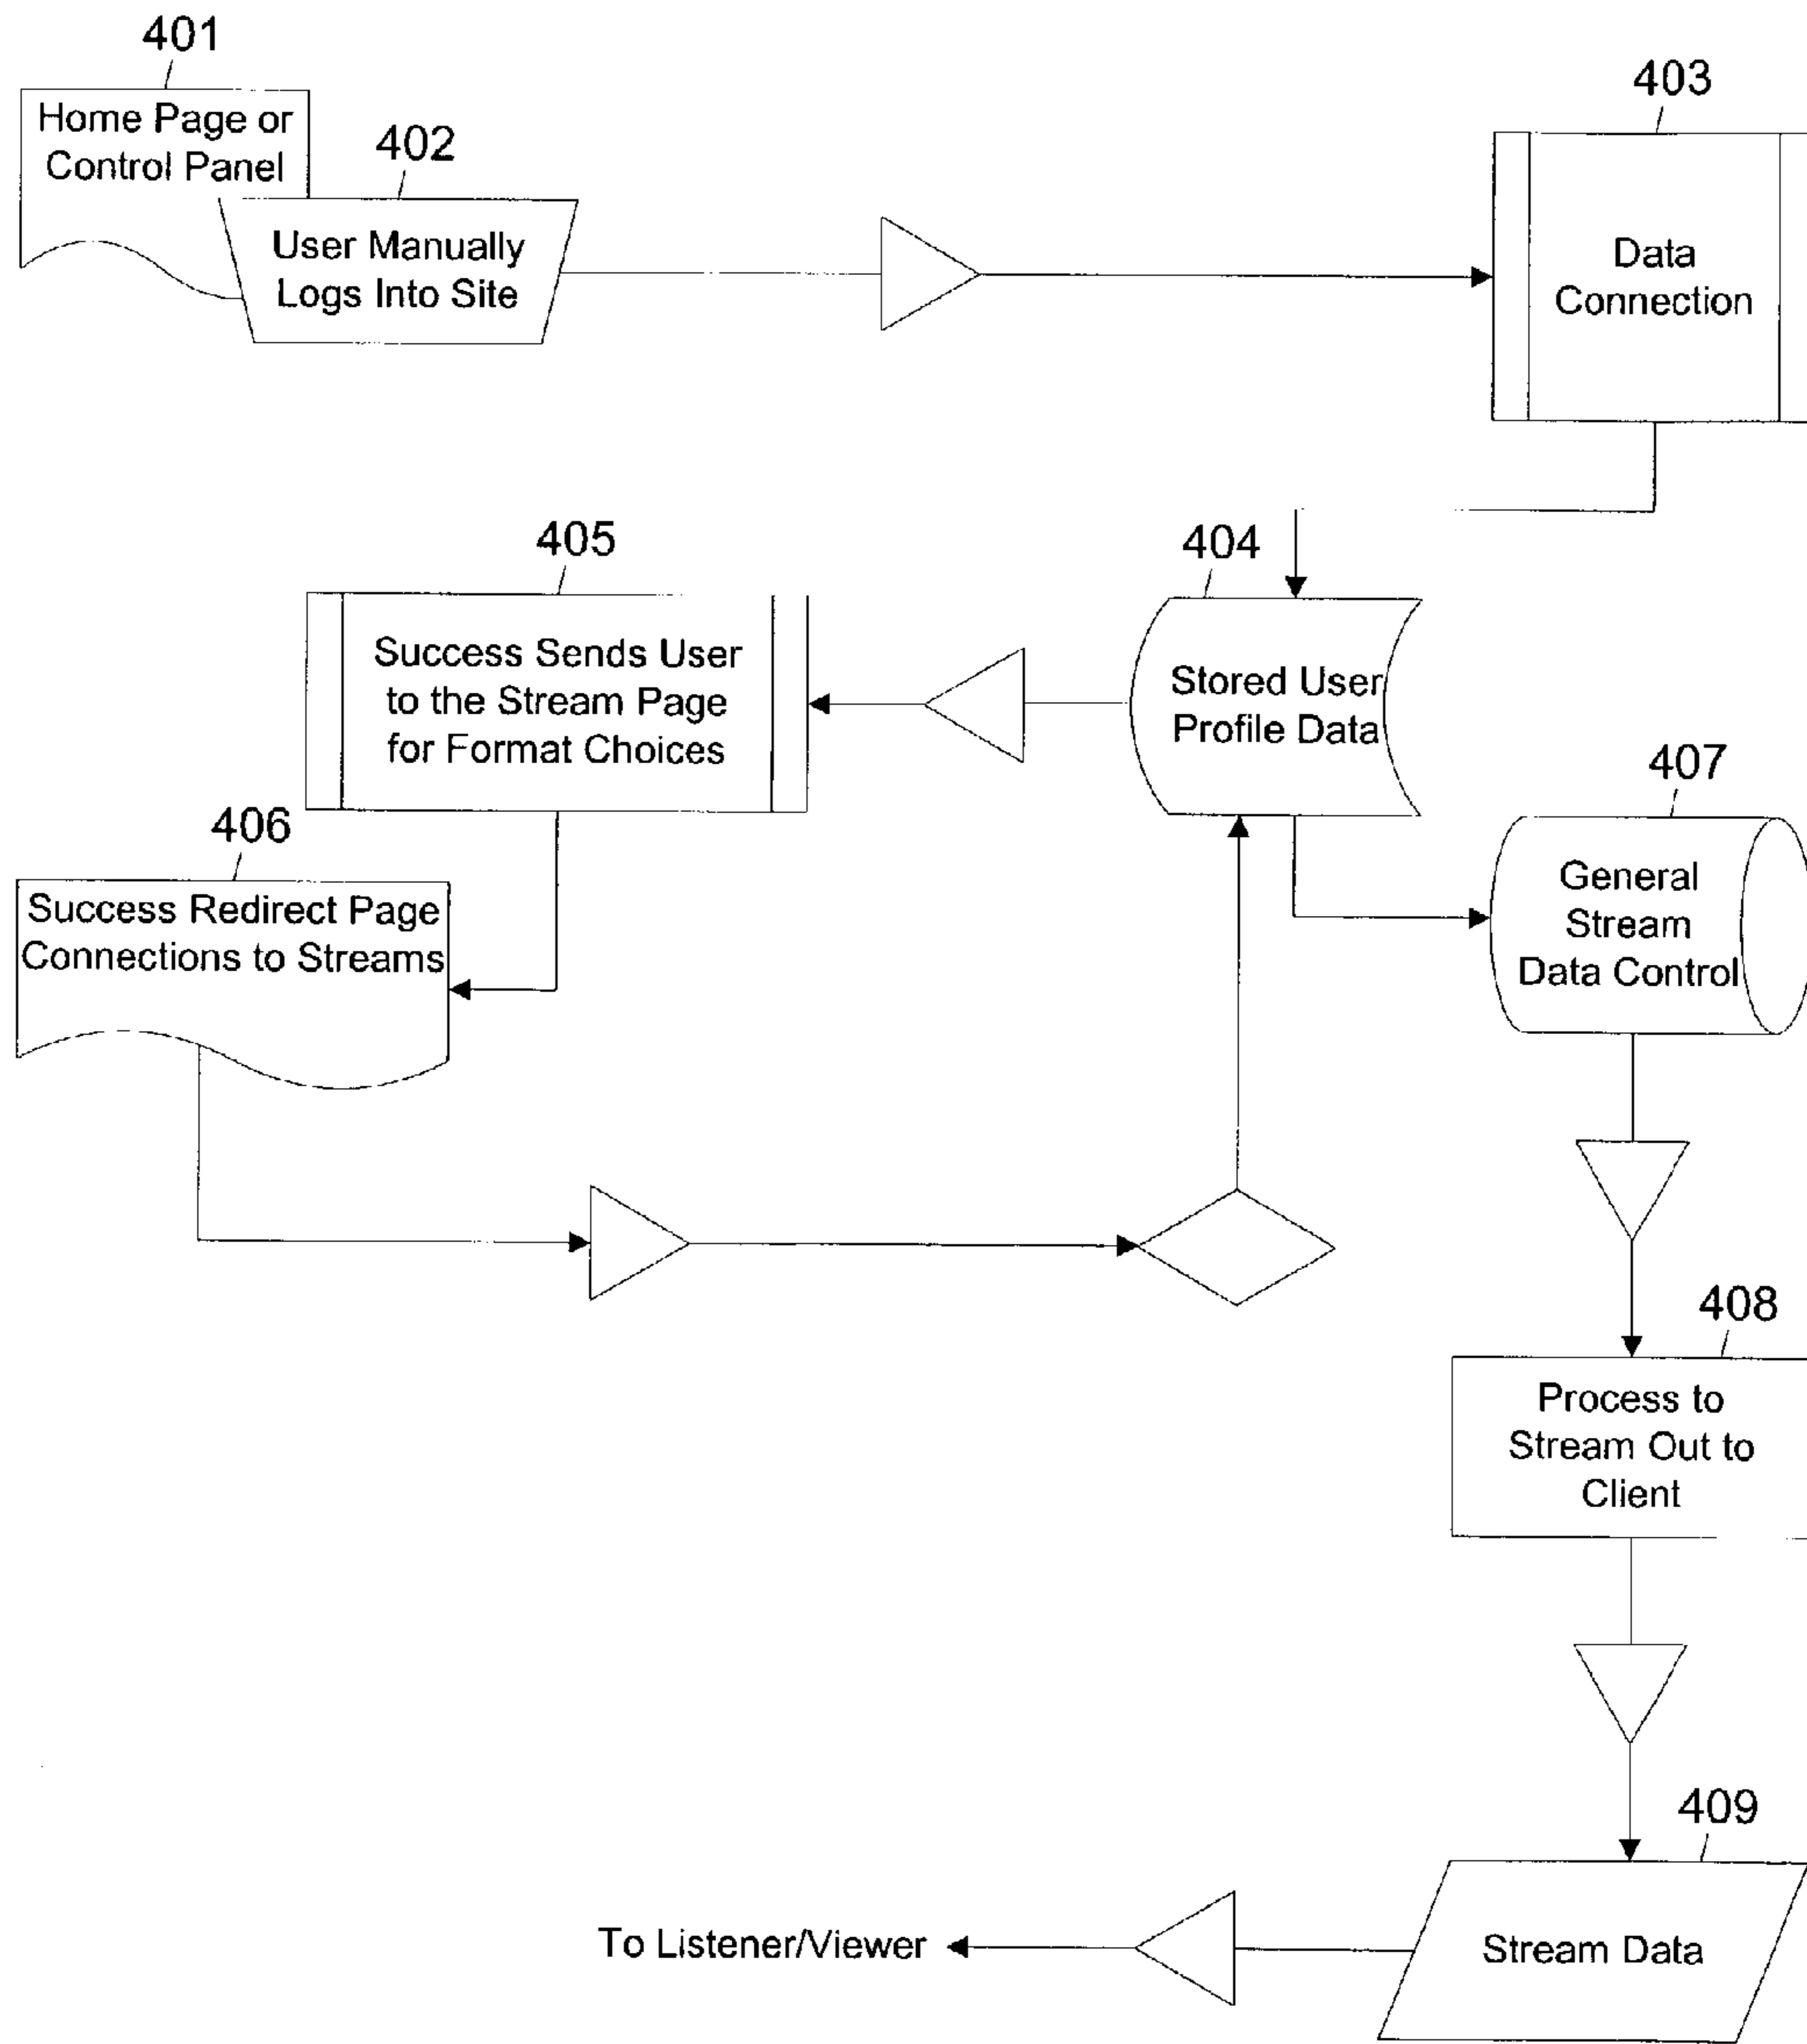 401
Home Page or
Control Panel
402
User Manually
Logs Into Site
403
Data
Connection
404
Stored User
Profile Data
405
Success Sends User
to the Stream Page
for Format Choices
406
Success Redirect Page
Connections to Streams
407
General
Stream
Data Control
408
Process to
Stream Out to
Client
409
Stream Data
To Listener/Viewer